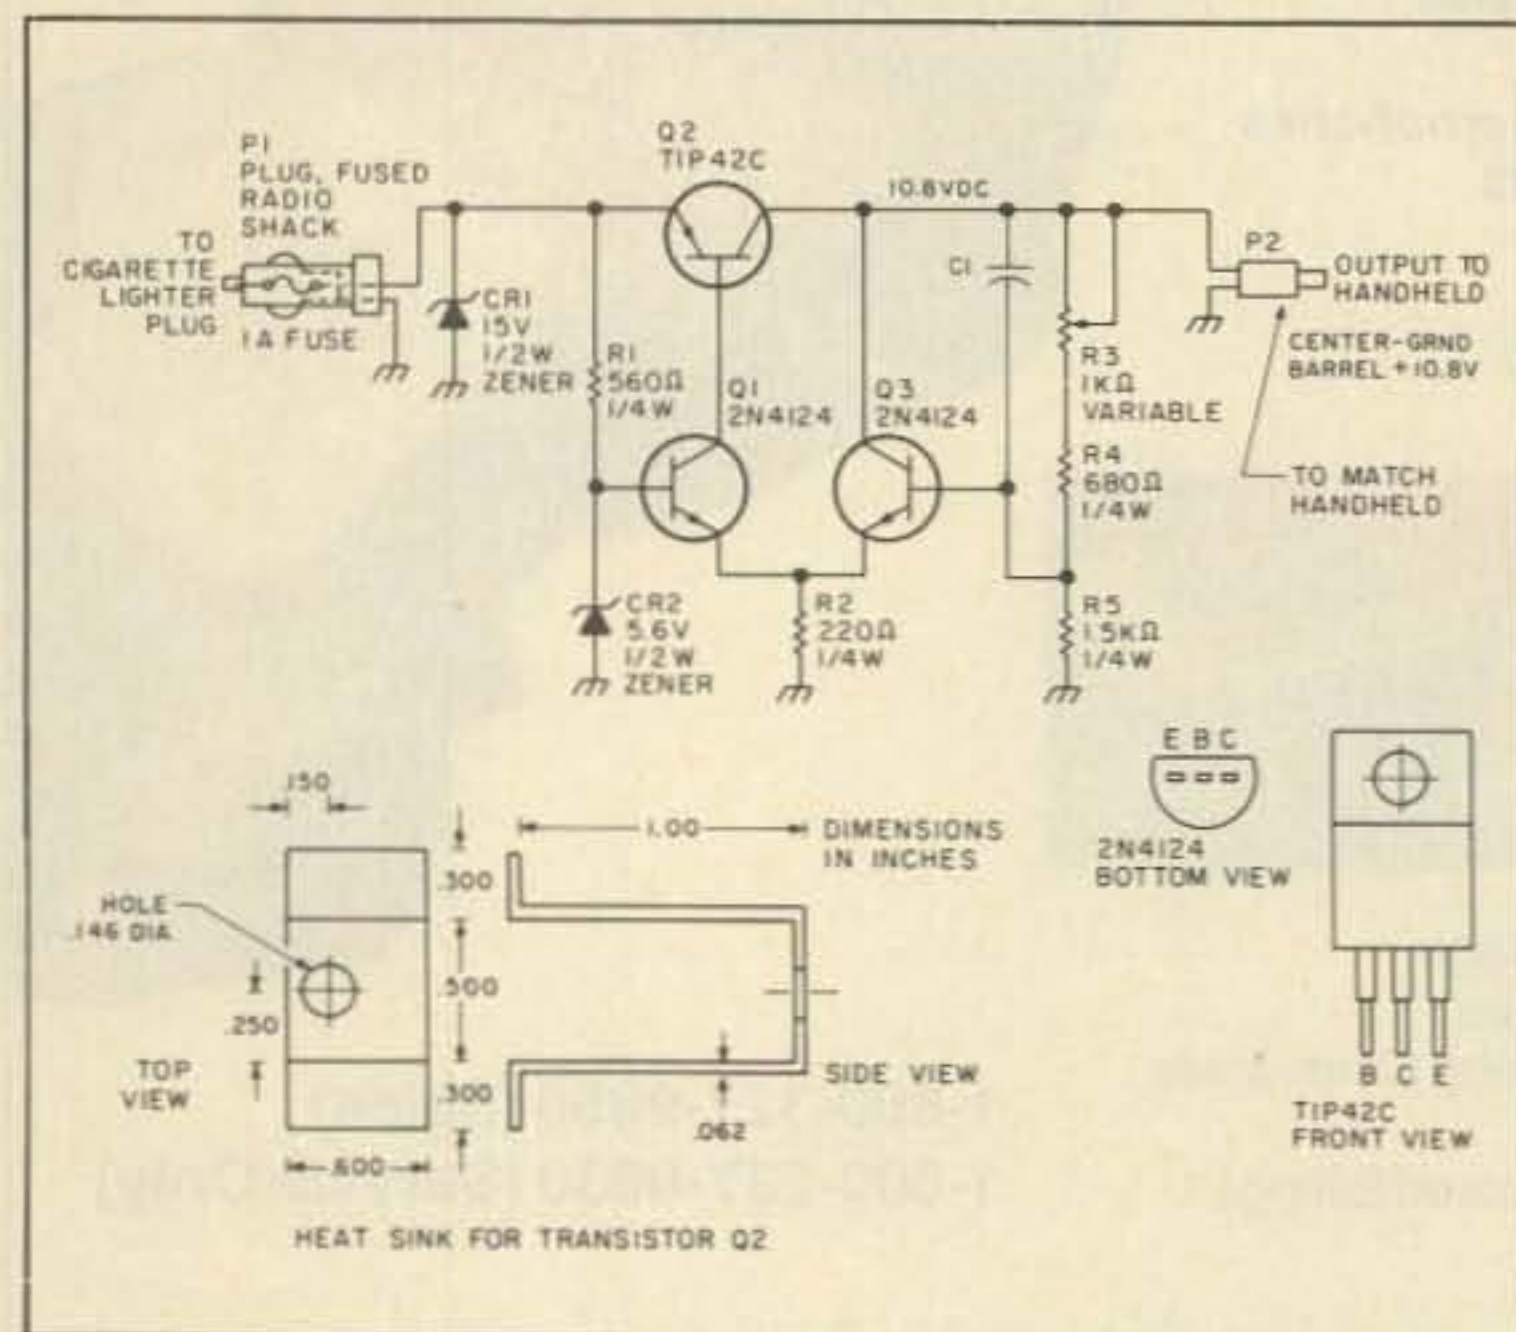 P1
PLUG, FUSED
RADIO
SHACK
TO
CIGARETTE
LIGHTER
PLUG
1A FUSE
CR1
15V
1/2W
ZENER
R1
560Ω
1/4W
Q2
TIP42C
10.8VDC
Q1
2N4124
Q3
2N4124
C1
R3
1KΩ
VARIABLE
P2
OUTPUT TO
HANDHELD
CENTER-GRND
BARREL +10.8V
TO MATCH
HANDHELD
R4
680Ω
1/4W
CR2
5.6V
1/2W
ZENER
R2
220Ω
1/4W
R5
1.5KΩ
1/4W
.150
HOLE
.146 DIA.
.250
TOP
VIEW
.600
.300
.500
.300
1.00
DIMENSIONS
IN INCHES
SIDE VIEW
.062
HEAT SINK FOR TRANSISTOR Q2
E B C
2N4124
BOTTOM VIEW
B C E
TIP42C
FRONT VIEW